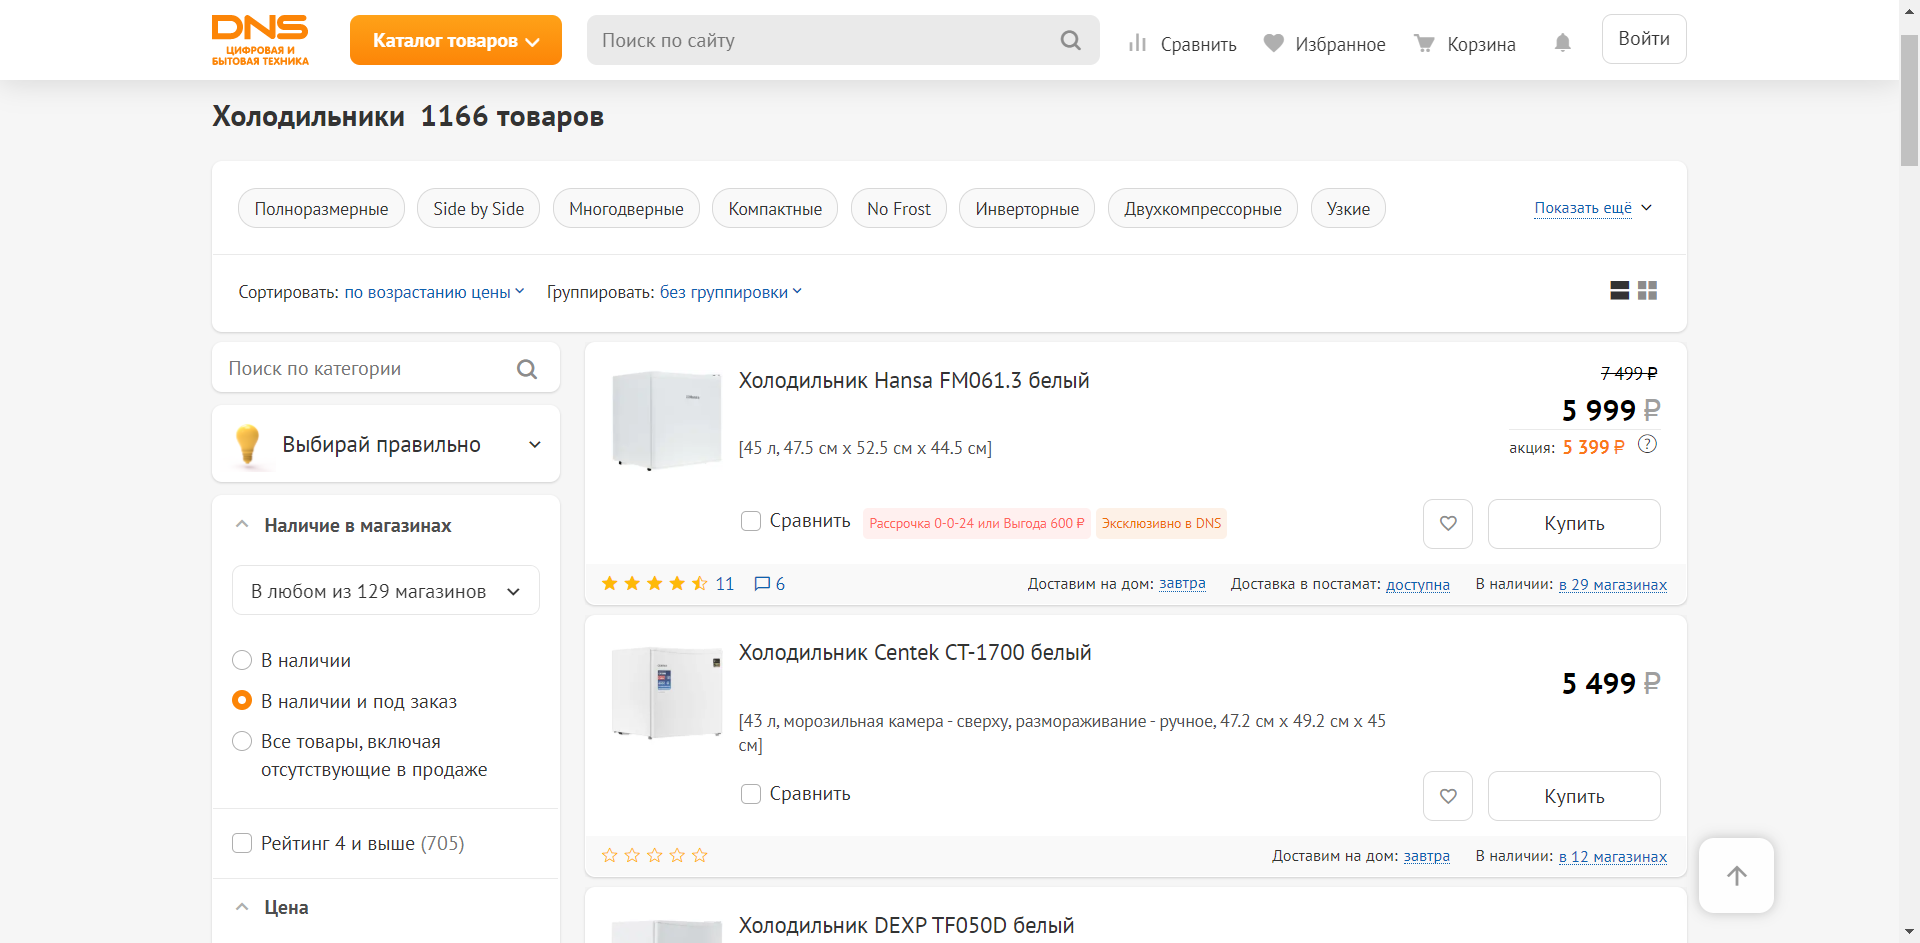 DNS
ЦИФРОВАЯ И
БЫТОВАЯ ТЕХНИКА
Каталог товаров
Поиск по сайту
Сравнить
Избранное
Корзина
Войти
Холодильники 1166 товаров
Полноразмерные
Side by Side
Многодверные
Компактные
No Frost
Инверторные
Двухкомпрессорные
Узкие
Показать ещё
Сортировать: по возрастанию цены
Группировать: без группировки
Поиск по категории
Выбирай правильно
Наличие в магазинах
В любом из 129 магазинов
В наличии
В наличии и под заказ
Все товары, включая
отсутствующие в продаже
Рейтинг 4 и выше (705)
Цена
Холодильник Hansa FM061.3 белый
7 499 ₽
5 999 ₽
акция: 5 399 ₽ ?
[45 л, 47.5 см x 52.5 см x 44.5 см]
Сравнить
Рассрочка 0-0-24 или Выгода 600 ₽
Эксклюзивно в DNS
Купить
11
6
Доставим на дом: завтра
Доставка в постамат: доступна
В наличии: в 29 магазинах
Холодильник Centek CT-1700 белый
5 499 ₽
[43 л, морозильная камера - сверху, размораживание - ручное, 47.2 см x 49.2 см x 45
см]
Сравнить
Купить
Доставим на дом: завтра
В наличии: в 12 магазинах
Холодильник DEXP TF050D белый